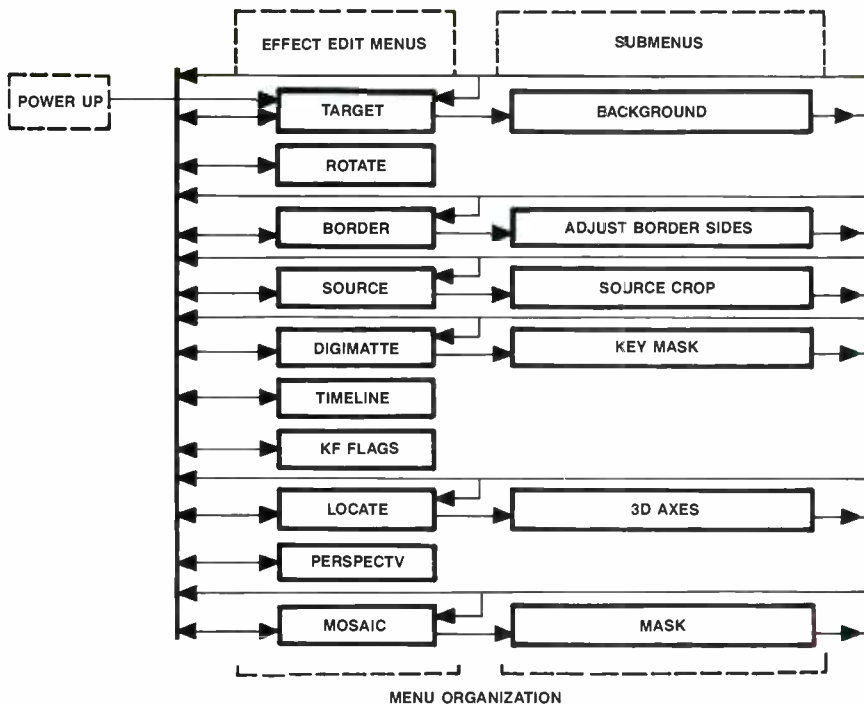 EFFECT EDIT MENUS
SUBMENUS
POWER UP
TARGET
BACKGROUND
ROTATE
BORDER
ADJUST BORDER SIDES
SOURCE
SOURCE CROP
DIGIMATTE
KEY MASK
TIMELINE
KF FLAGS
LOCATE
3D AXES
PERSPECTV
MOSAIC
MASK
MENU ORGANIZATION